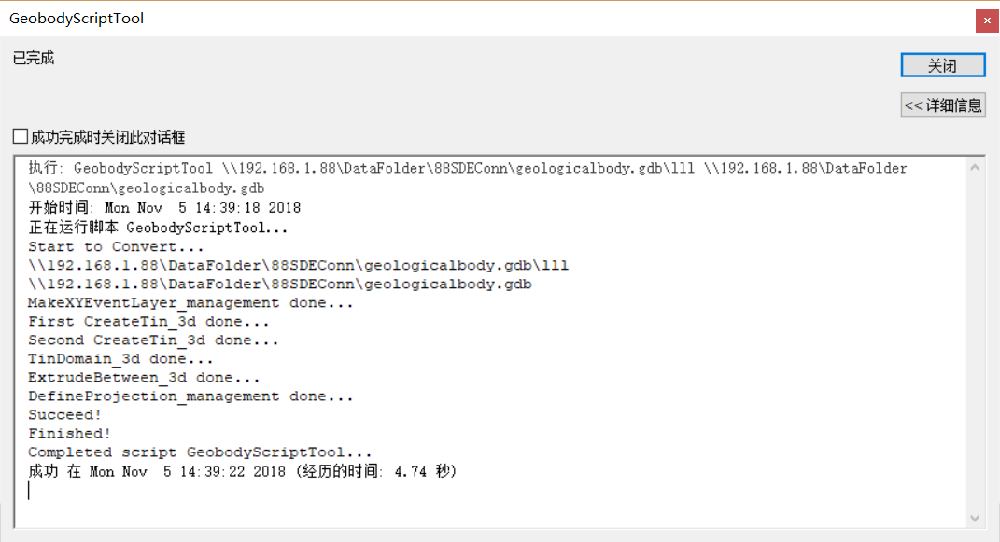 GeobodyScriptTool
×
已完成
关闭
<< 详细信息
成功完成时关闭此对话框
执行: GeobodyScriptTool \\192.168.1.88\DataFolder\88SDEConn\geologicalbody.gdb\lll \\192.168.1.88\DataFolder
\88SDEConn\geologicalbody.gdb
开始时间: Mon Nov  5 14:39:18 2018
正在运行脚本 GeobodyScriptTool...
Start to Convert...
\\192.168.1.88\DataFolder\88SDEConn\geologicalbody.gdb\lll
\\192.168.1.88\DataFolder\88SDEConn\geologicalbody.gdb
MakeXYEventLayer_management done...
First CreateTin_3d done...
Second CreateTin_3d done...
TinDomain_3d done...
ExtrudeBetween_3d done...
DefineProjection_management done...
Succeed!
Finished!
Completed script GeobodyScriptTool...
成功 在 Mon Nov  5 14:39:22 2018 (经历的时间: 4.74 秒)